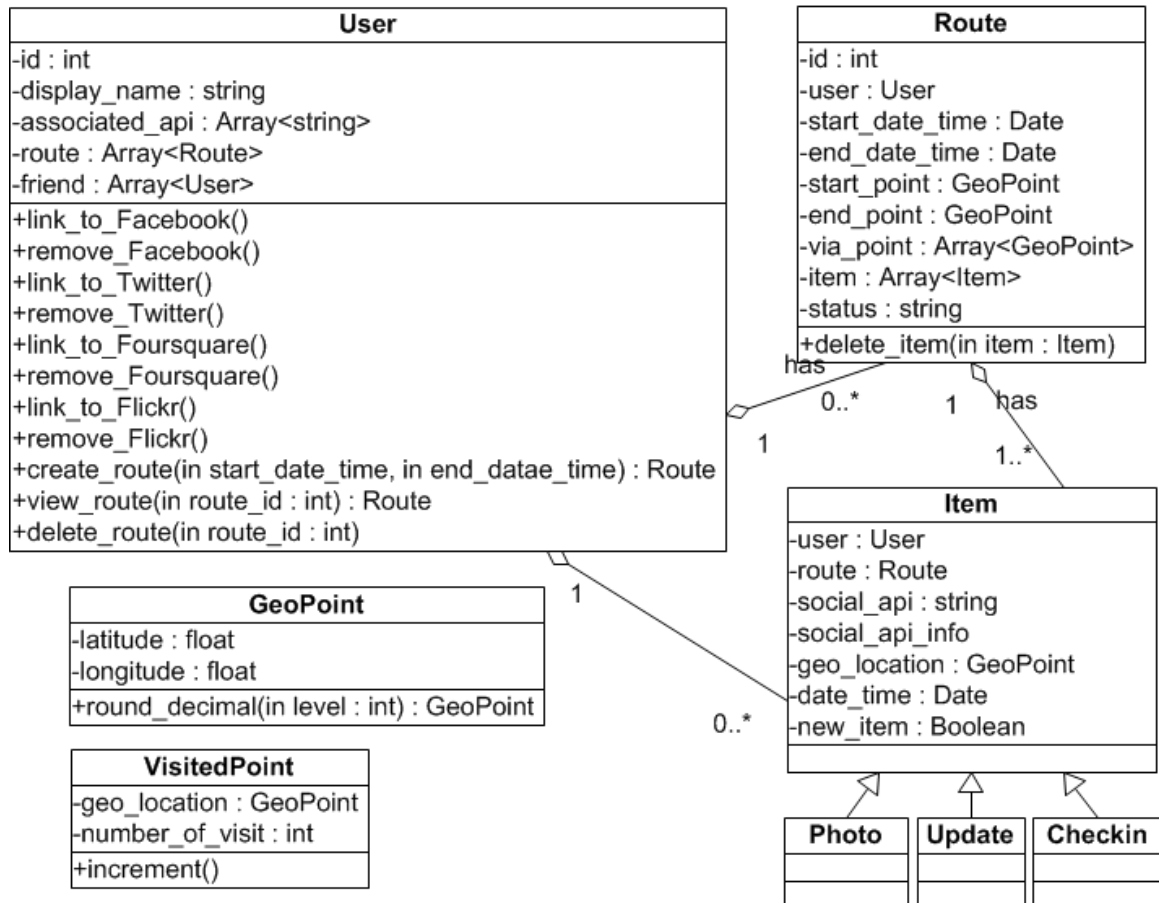 User
-id : int
-display_name : string
-associated_api : Array<string>
-route : Array<Route>
-friend : Array<User>
+link_to_Facebook()
+remove_Facebook()
+link_to_Twitter()
+remove_Twitter()
+link_to_Foursquare()
+remove_Foursquare()
+link_to_Flickr()
+remove_Flickr()
+create_route(in start_date_time, in end_datae_time) : Route
+view_route(in route_id : int) : Route
+delete_route(in route_id : int)
Route
-id : int
-user : User
-start_date_time : Date
-end_date_time : Date
-start_point : GeoPoint
-end_point : GeoPoint
-via_point : Array<GeoPoint>
-item : Array<Item>
-status : string
+delete_item(in item : Item)
has
0..*
1
1
has
1..*
Item
-user : User
-route : Route
-social_api : string
-social_api_info
-geo_location : GeoPoint
-date_time : Date
-new_item : Boolean
1
0..*
GeoPoint
-latitude : float
-longitude : float
+round_decimal(in level : int) : GeoPoint
VisitedPoint
-geo_location : GeoPoint
-number_of_visit : int
+increment()
Photo
Update
Checkin